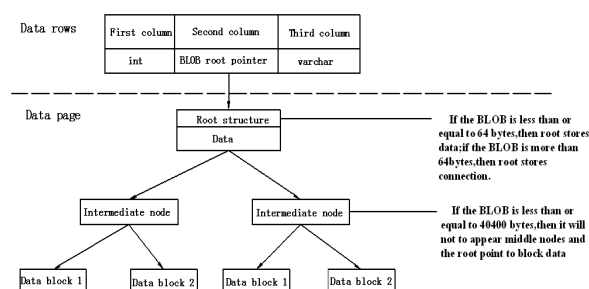 Data rows
First column Second column Third column
int BLOB root pointer varchar
Data page
Root structure
Data
If the BLOB is less than or
equal to 64 bytes,then root stores
data;if the BLOB is more than
64bytes,then root stores
connection.
Intermediate node Intermediate node
If the BLOB is less than or
equal to 40400 bytes,then it will
not to appear middle nodes and
the root point to block data
Data block 1 Data block 2 Data block 1 Data block 2